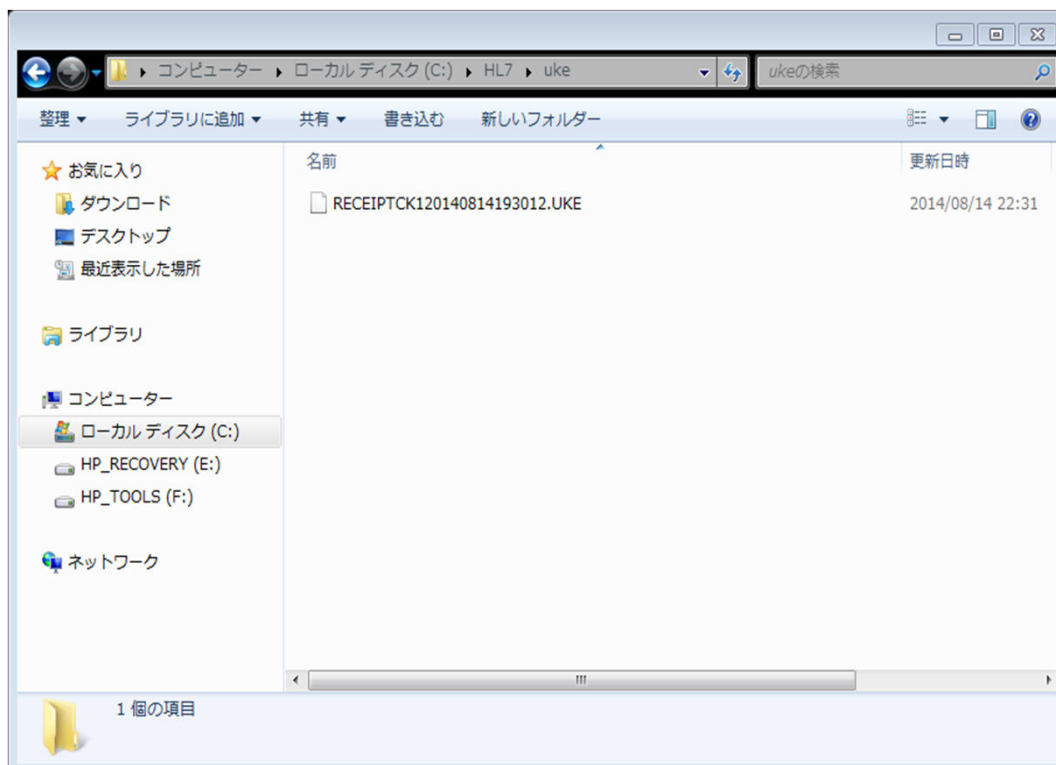 コンピューター ローカル ディスク (C:) HL7 uke
ukeの検索
整理 ライブラリに追加 共有 書き込む 新しいフォルダー
お気に入り
ダウンロード
デスクトップ
最近表示した場所
ライブラリ
コンピューター
ローカル ディスク (C:)
HP_RECOVERY (E:)
HP_TOOLS (F:)
ネットワーク
名前 更新日時
RECEIPTCK120140814193012.UKE 2014/08/14 22:31
1 個の項目